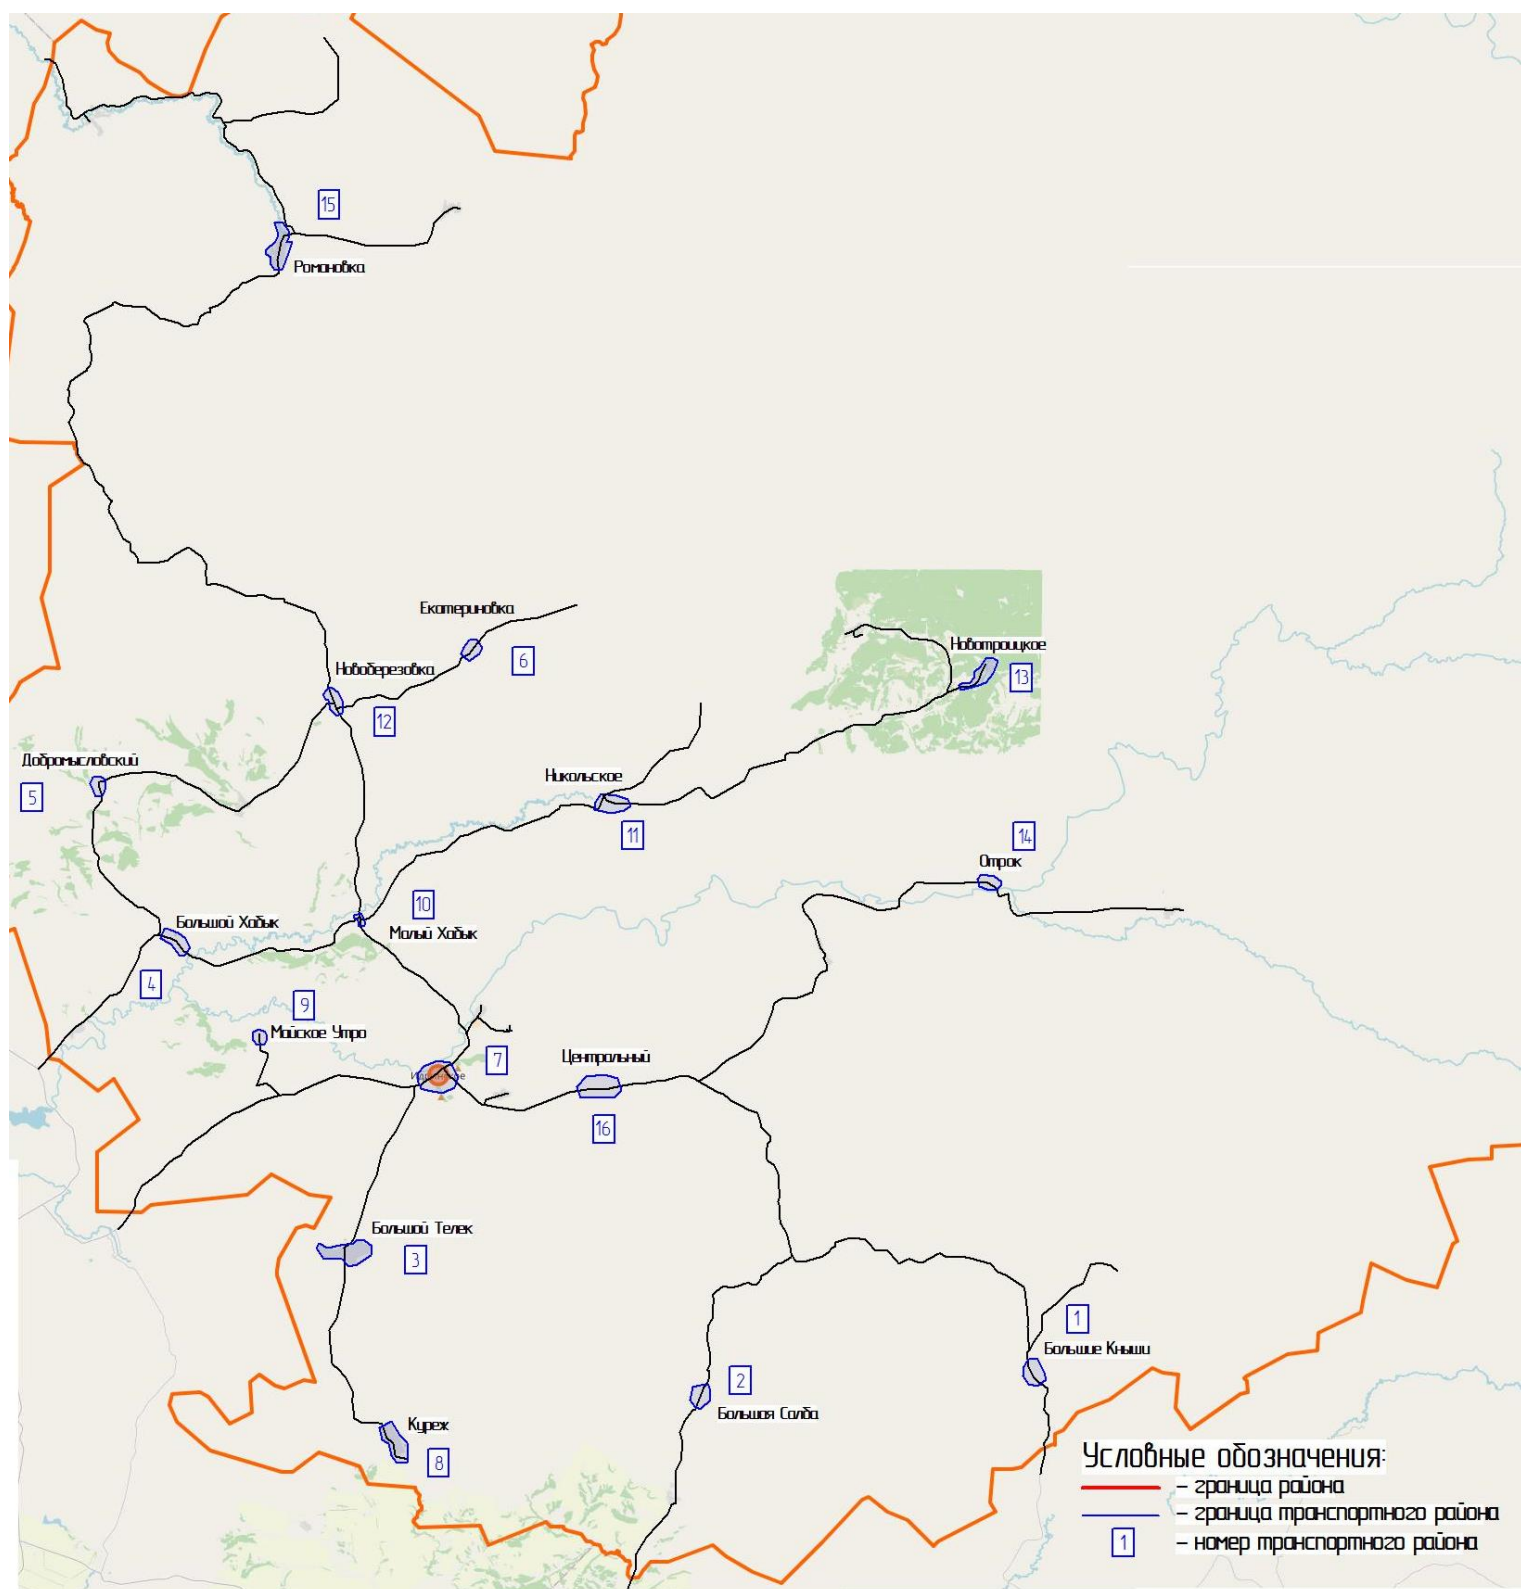 15
Романовка
Екатериновка
6
Новотроицкое
13
Новоберезовка
12
Добромысловский
5
Никольское
11
14
Отрок
10
Большой Хабык
Малый Хабык
4
9
Майское Утро
7
Центральный
16
Большой Телек
3
1
Большие Кныши
2
Большая Салба
Куреж
8
Условные обозначения:
– граница района
– граница транспортного района
1
– номер транспортного района